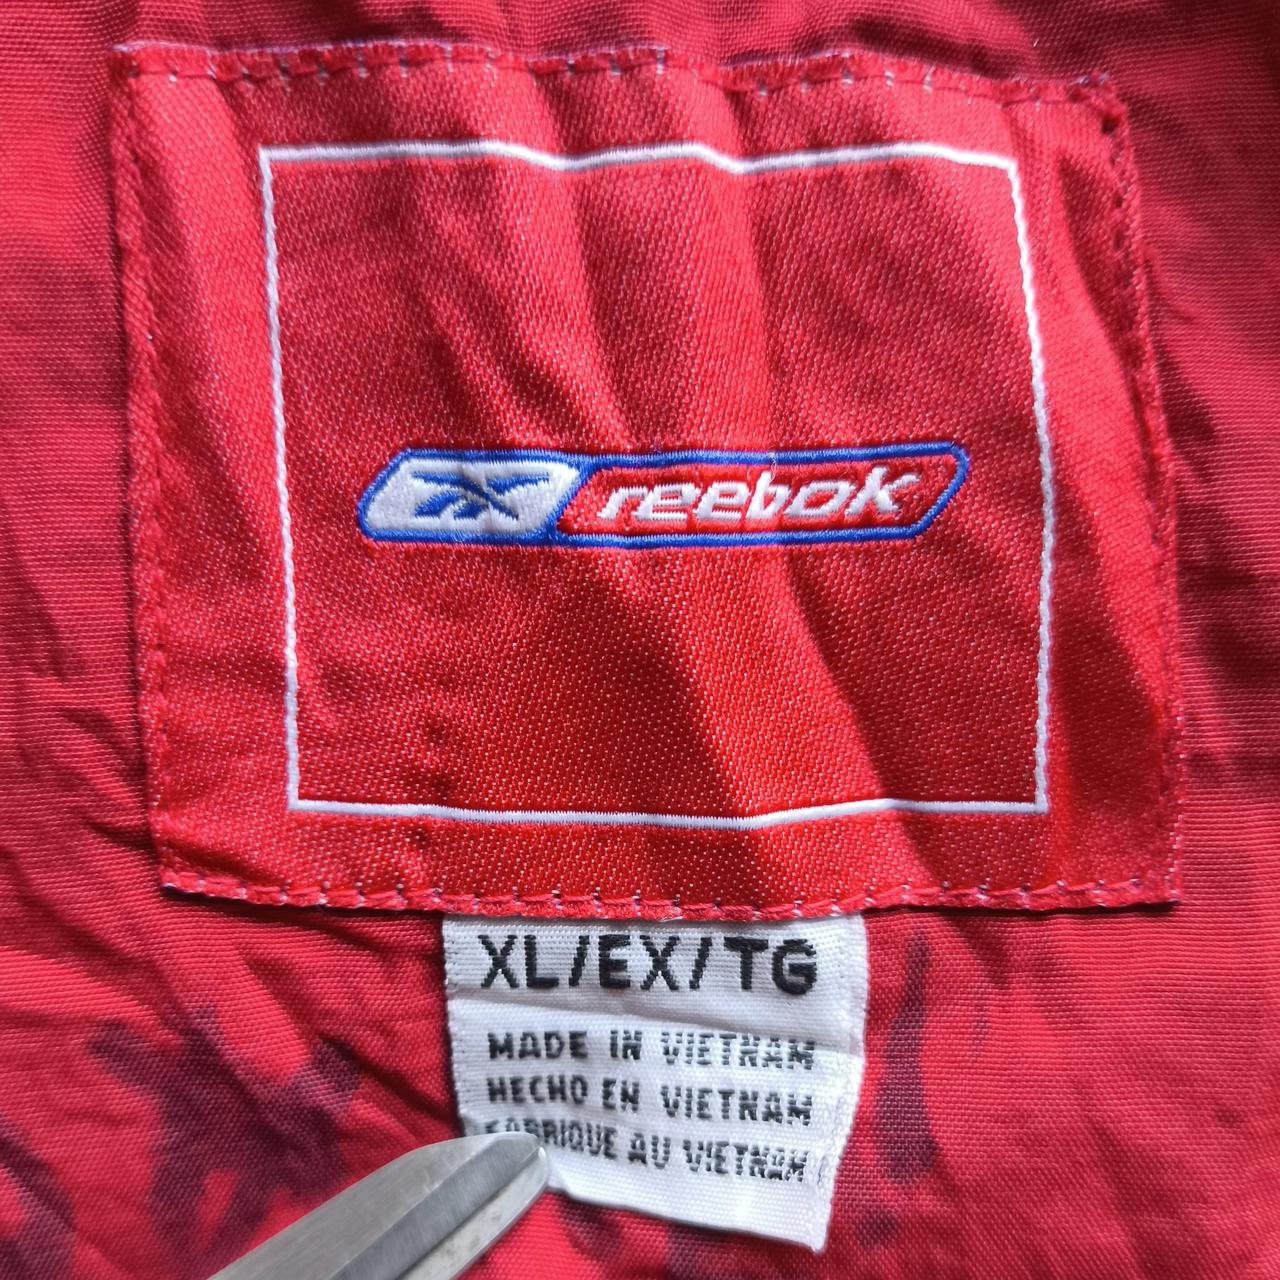 reebok
XL/EX/TG
MADE IN VIETNAM
HECHO EN VIETNAM
FABRIQUE AU VIETNAM